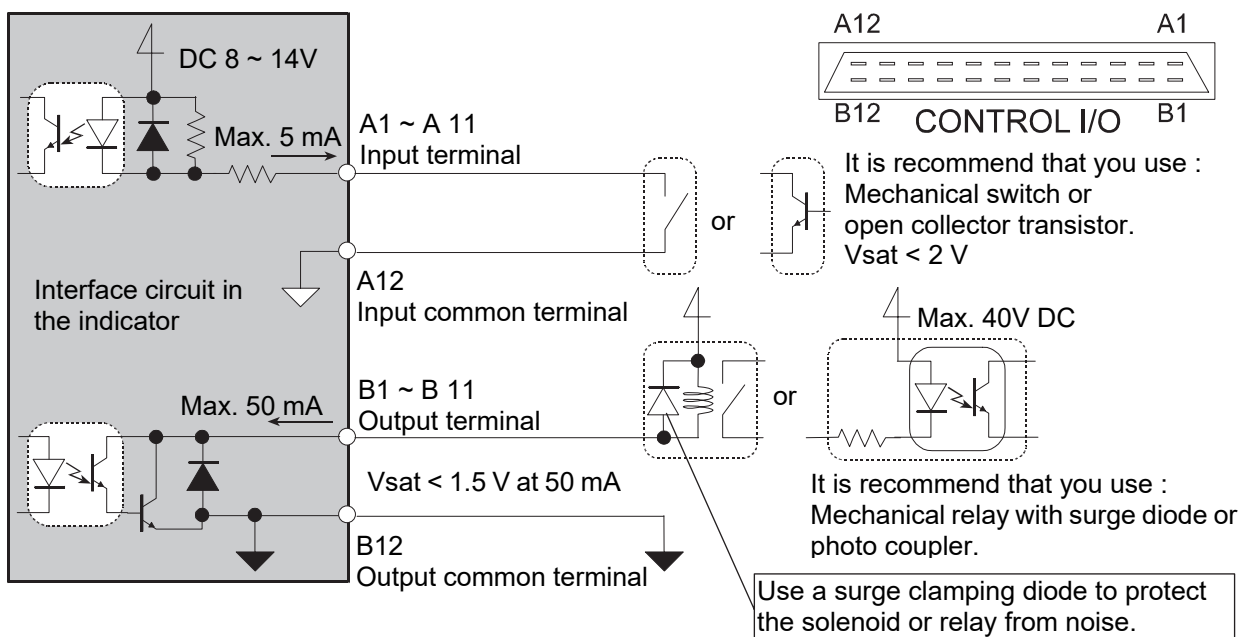 A12
A1
B12
CONTROL I/O
B1
DC 8 ~ 14V
Max. 5 mA
A1 ~ A 11
Input terminal
or
It is recommend that you use :
Mechanical switch or
open collector transistor.
Vsat < 2 V
Interface circuit in
the indicator
A12
Input common terminal
Max. 40V DC
Max. 50 mA
B1 ~ B 11
Output terminal
or
Vsat < 1.5 V at 50 mA
It is recommend that you use :
Mechanical relay with surge diode or
photo coupler.
B12
Output common terminal
Use a surge clamping diode to protect
the solenoid or relay from noise.